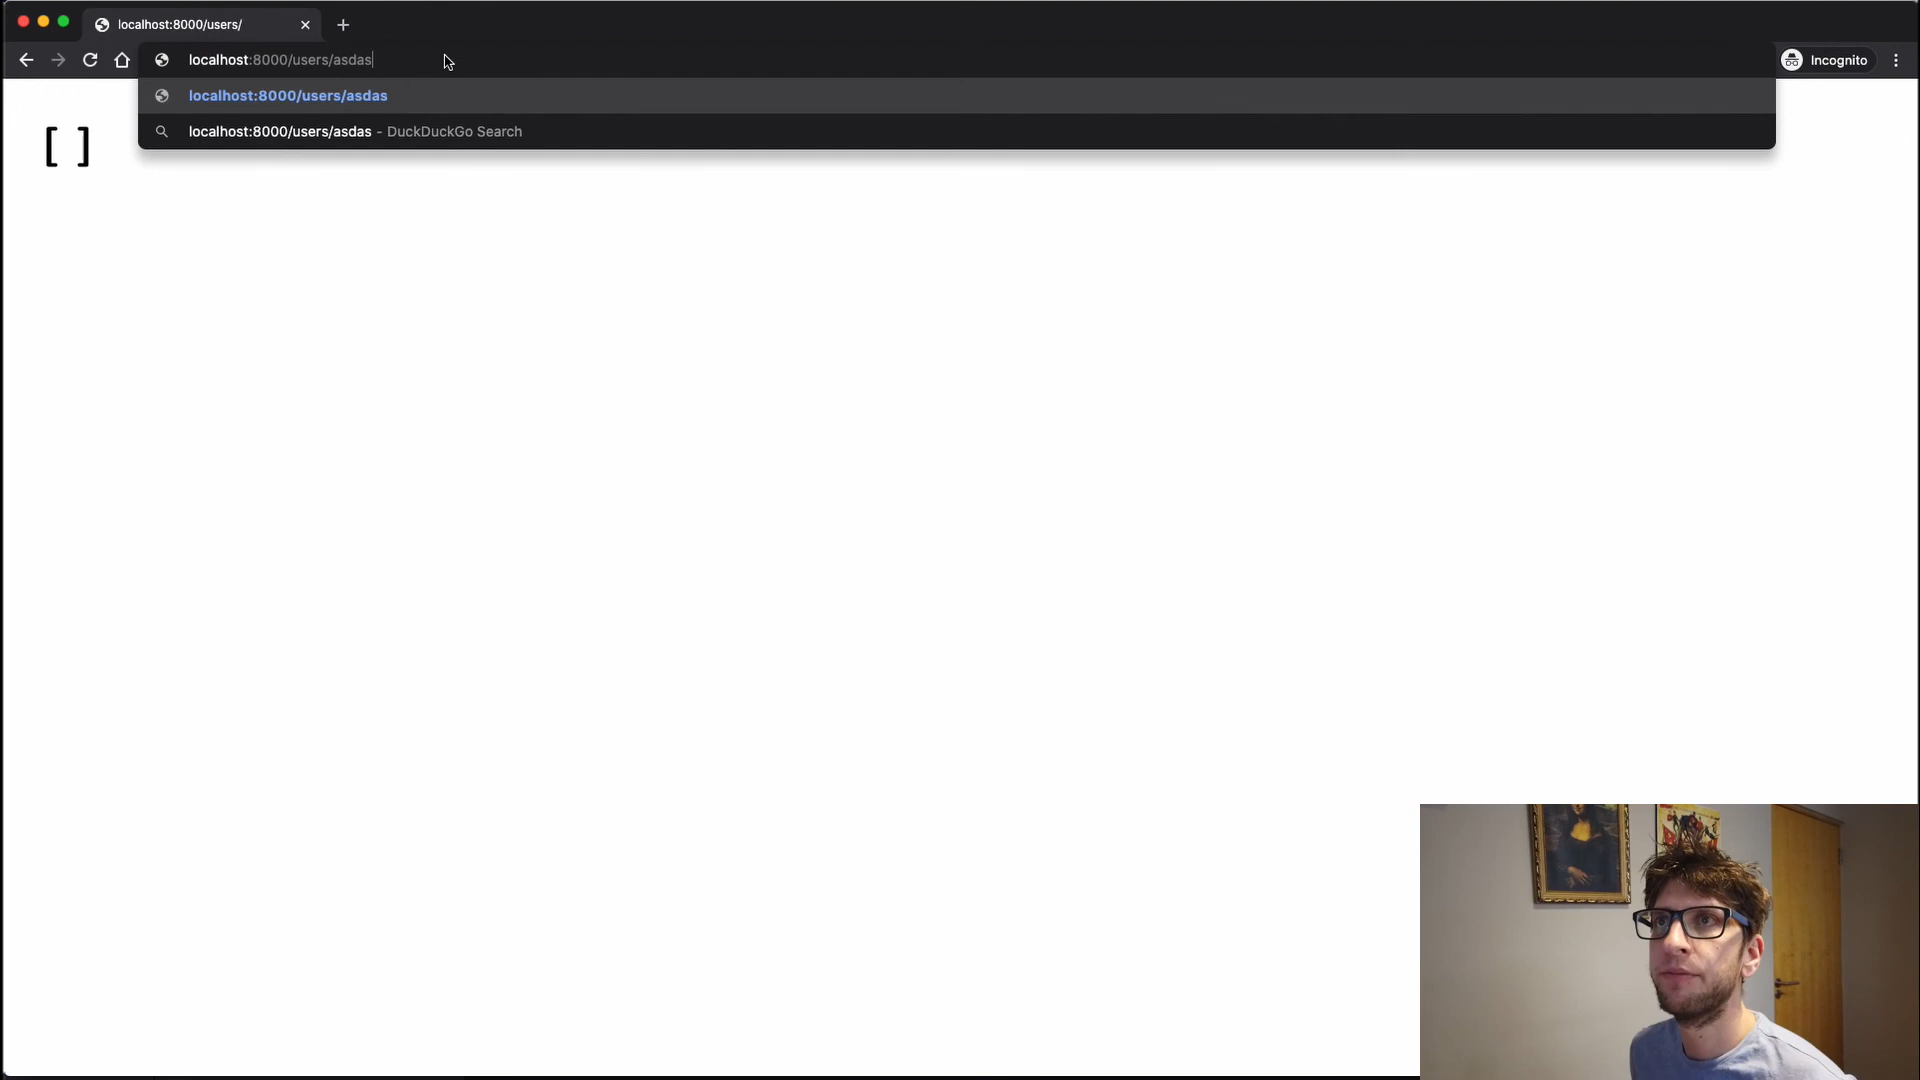 localhost:8000/users/
localhost:8000/users/asdas
Incognito
localhost:8000/users/asdas
localhost:8000/users/asdas - DuckDuckGo Search
[ ]